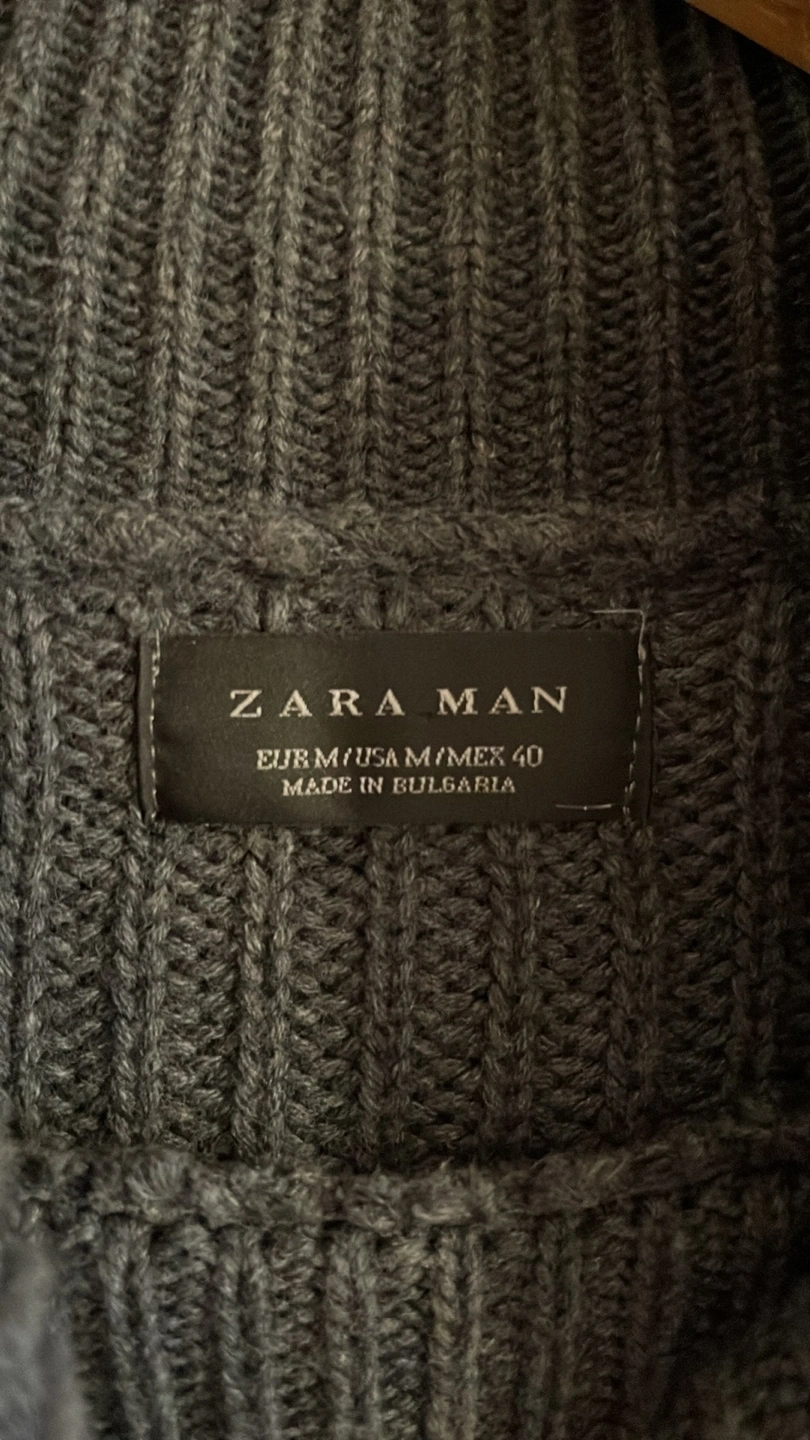 ZARA MAN
EUR M / USA M / MEX 40
MADE IN BULGARIA